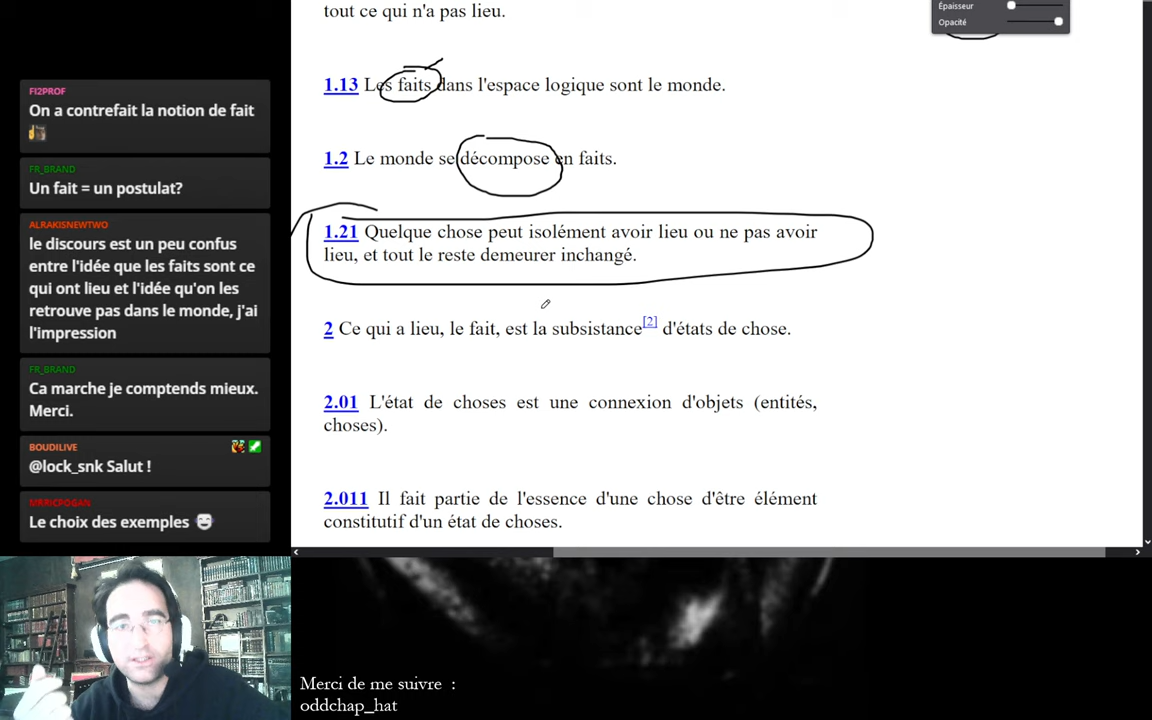 Épaisseur
Opacité
tout ce qui n'a pas lieu.
1.13 Les faits dans l'espace logique sont le monde.
1.2 Le monde se décompose en faits.
1.21 Quelque chose peut isolément avoir lieu ou ne pas avoir
lieu, et tout le reste demeurer inchangé.
2 Ce qui a lieu, le fait, est la subsistance[2] d'états de chose.
2.01 L'état de choses est une connexion d'objets (entités,
choses).
2.011 Il fait partie de l'essence d'une chose d'être élément
constitutif d'un état de choses.
FI2PROF
On a contrefait la notion de fait
FR_BRAND
Un fait = un postulat?
ALRAKISNEWTWO
le discours est un peu confus
entre l'idée que les faits sont ce
qui ont lieu et l'idée qu'on les
retrouve pas dans le monde, j'ai
l'impression
FR_BRAND
Ca marche je comptends mieux.
Merci.
BOUDILIVE
@lock_snk Salut !
Le choix des exemples
Merci de me suivre :
oddchap_hat